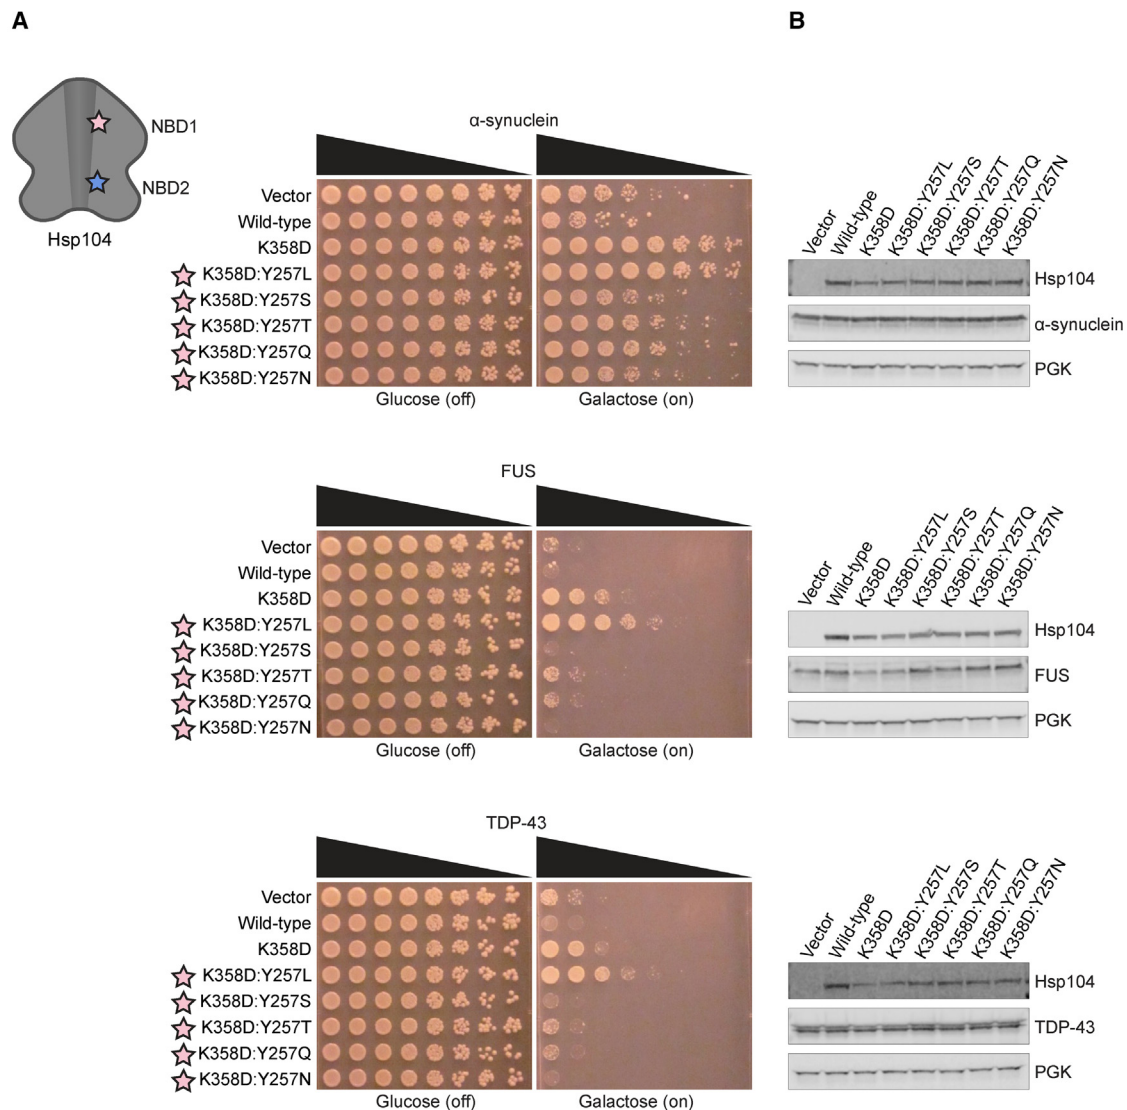 A
B
NBD1
NBD2
Hsp104
α-synuclein
Vector
Wild-type
K358D
K358D:Y257L
K358D:Y257S
K358D:Y257T
K358D:Y257Q
K358D:Y257N
Glucose (off)
Galactose (on)
Vector
Wild-type
K358D
K358D:Y257L
K358D:Y257S
K358D:Y257T
K358D:Y257Q
K358D:Y257N
Hsp104
α-synuclein
PGK
FUS
Vector
Wild-type
K358D
K358D:Y257L
K358D:Y257S
K358D:Y257T
K358D:Y257Q
K358D:Y257N
Glucose (off)
Galactose (on)
Vector
Wild-type
K358D
K358D:Y257L
K358D:Y257S
K358D:Y257T
K358D:Y257Q
K358D:Y257N
Hsp104
FUS
PGK
TDP-43
Vector
Wild-type
K358D
K358D:Y257L
K358D:Y257S
K358D:Y257T
K358D:Y257Q
K358D:Y257N
Glucose (off)
Galactose (on)
Vector
Wild-type
K358D
K358D:Y257L
K358D:Y257S
K358D:Y257T
K358D:Y257Q
K358D:Y257N
Hsp104
TDP-43
PGK